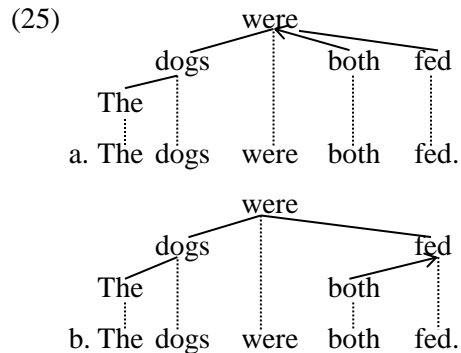 (25) were
dogs both fed
The
a. The dogs were both fed.
were
dogs fed
The both
b. The dogs were both fed.